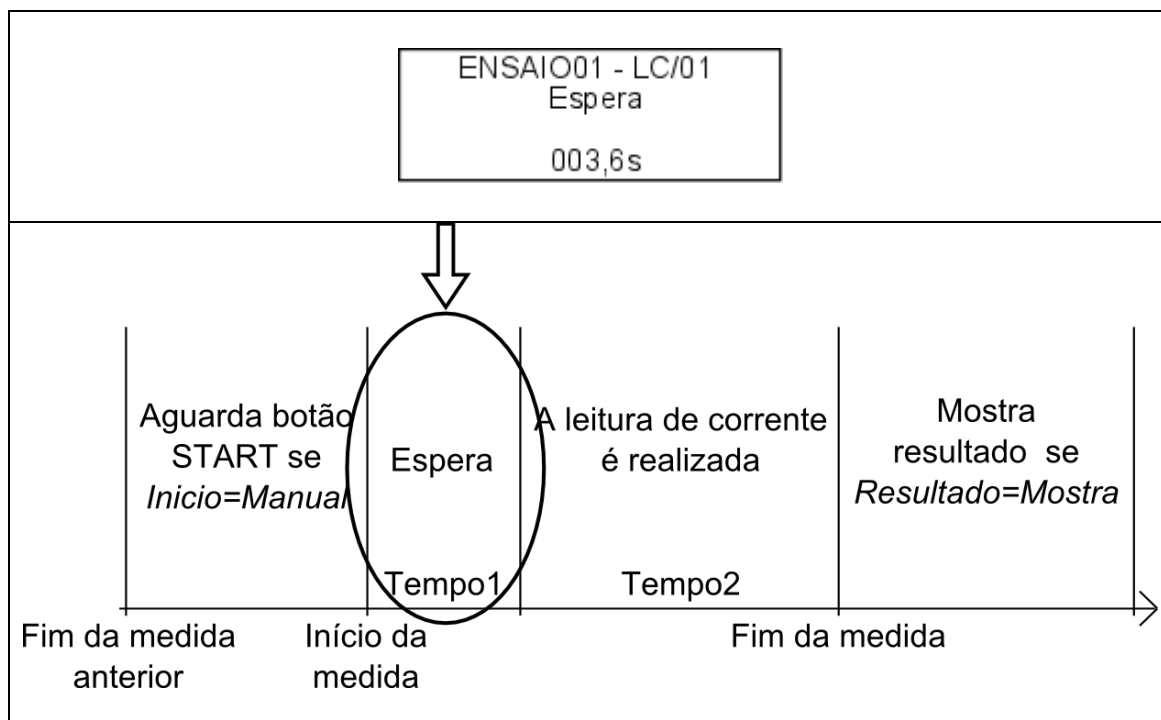 ENSAIO01 - LC/01
Espera
003,6s
Aguarda botão
START se
Inicio=Manual
Espera
A leitura de corrente
é realizada
Mostra
resultado se
Resultado=Mostra
Tempo1
Tempo2
Fim da medida
anterior
Início da
medida
Fim da medida